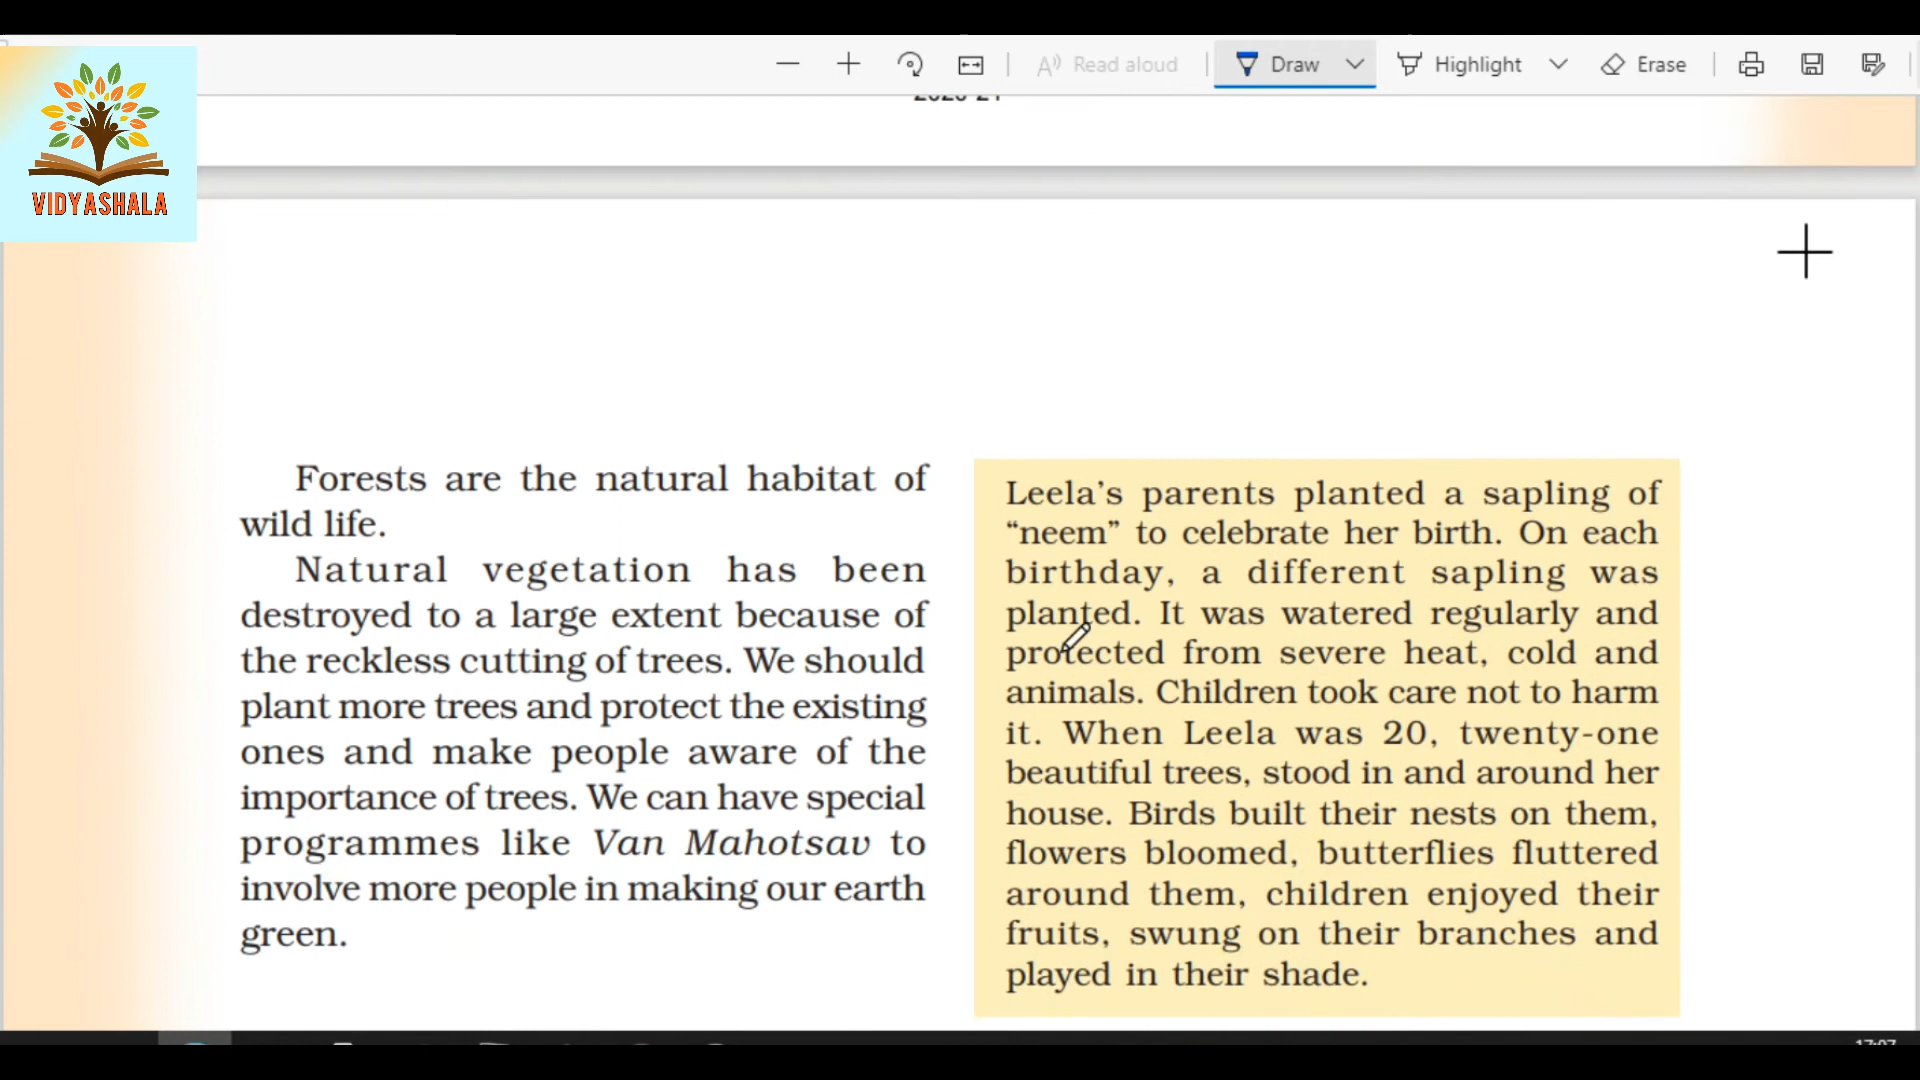 Read aloud
Draw
Highlight
Erase
VIDYASHALA
Forests are the natural habitat of
wild life.
Natural vegetation has been
destroyed to a large extent because of
the reckless cutting of trees. We should
plant more trees and protect the existing
ones and make people aware of the
importance of trees. We can have special
programmes like Van Mahotsav to
involve more people in making our earth
green.
Leela's parents planted a sapling of
“neem” to celebrate her birth. On each
birthday, a different sapling was
planted. It was watered regularly and
protected from severe heat, cold and
animals. Children took care not to harm
it. When Leela was 20, twenty-one
beautiful trees, stood in and around her
house. Birds built their nests on them,
flowers bloomed, butterflies fluttered
around them, children enjoyed their
fruits, swung on their branches and
played in their shade.